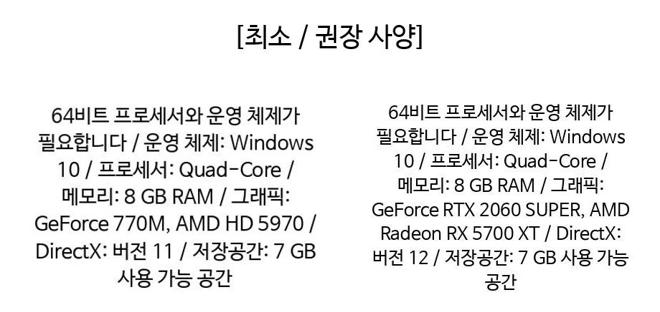 [최소 / 권장 사양]
64비트 프로세서와 운영 체제가
필요합니다 / 운영 체제: Windows
10 / 프로세서: Quad-Core /
메모리: 8 GB RAM / 그래픽:
GeForce 770M, AMD HD 5970 /
DirectX: 버전 11 / 저장공간: 7 GB
사용 가능 공간
64비트 프로세서와 운영 체제가
필요합니다 / 운영 체제: Windows
10 / 프로세서: Quad-Core /
메모리: 8 GB RAM / 그래픽:
GeForce RTX 2060 SUPER, AMD
Radeon RX 5700 XT / DirectX:
버전 12 / 저장공간: 7 GB 사용 가능
공간